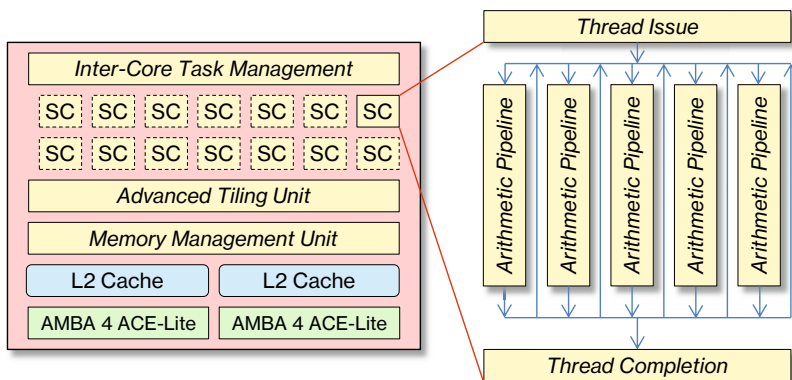 Thread Issue
Inter-Core Task Management
SC SC SC SC SC SC SC
SC SC SC SC SC SC SC
Advanced Tiling Unit
Memory Management Unit
L2 Cache L2 Cache
AMBA 4 ACE-Lite AMBA 4 ACE-Lite
Arithmetic Pipeline
Arithmetic Pipeline
Arithmetic Pipeline
Arithmetic Pipeline
Arithmetic Pipeline
Thread Completion